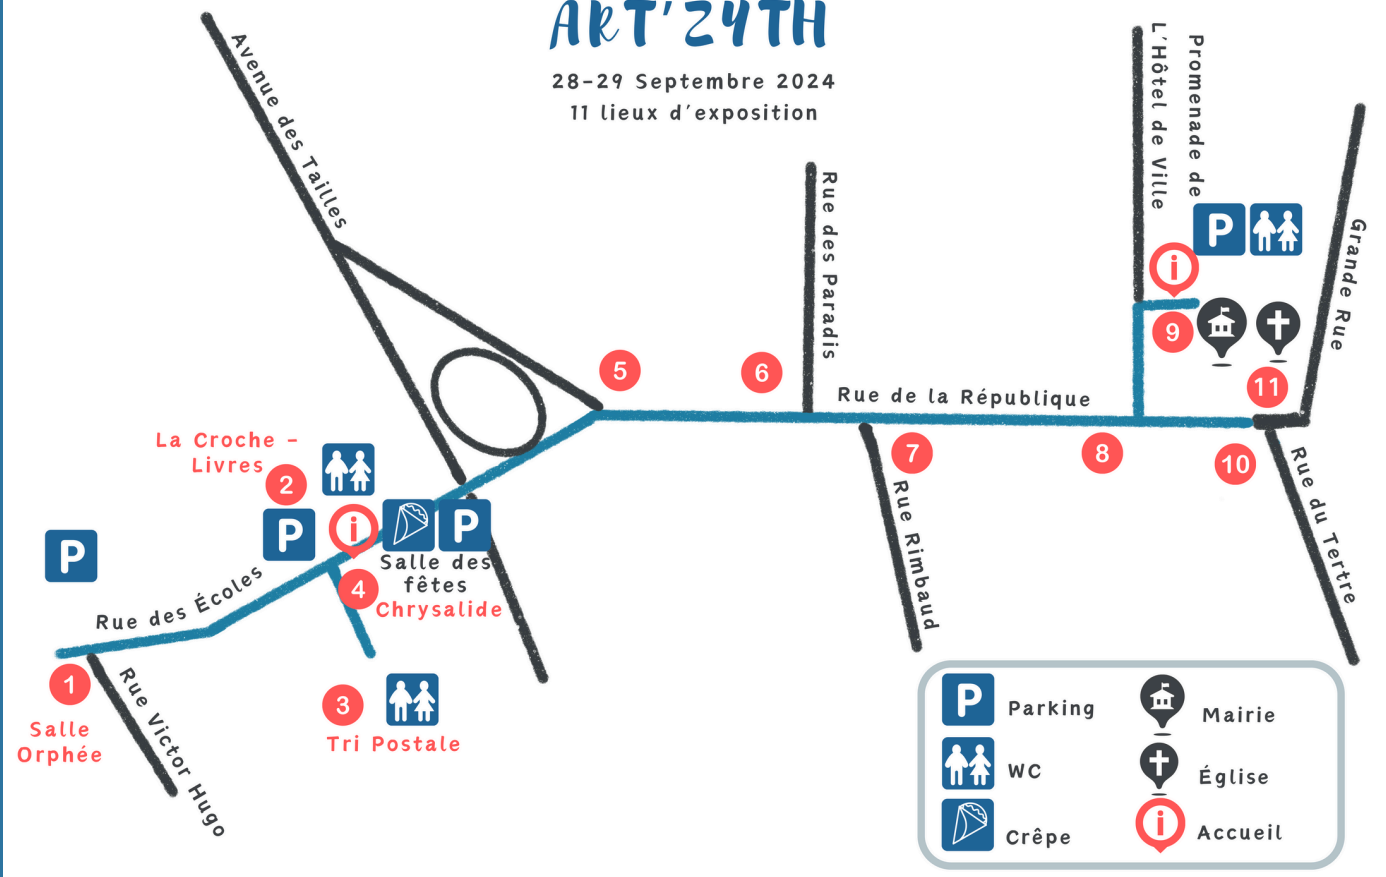 ART'ZYTH
28-29 Septembre 2024
11 lieux d'exposition
Avenue des Tailles
Rue des Paradis
L'Hôtel de Ville
Promenade de
P
i
Grande Rue
9
5
6
11
Rue de la République
La Croche -
Livres
2
7
8
10
Rue Rimbaud
Rue du Tertre
P
P
i
P
Salle des
fêtes
Chrysalide
4
Rue des Écoles
1
Salle
Orphée
Rue Victor Hugo
3
Tri Postale
P Parking
Mairie
WC
Église
Crêpe
i Accueil